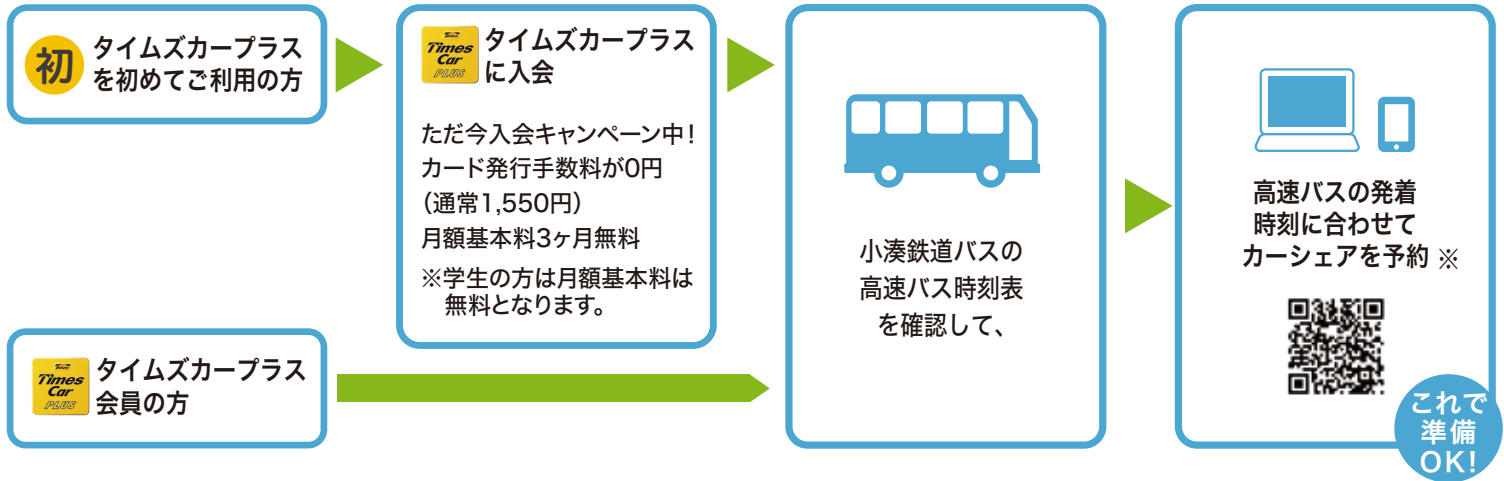 初
タイムズカープラス
を初めてご利用の方
Times
Times
Car
PLUS
タイムズカープラス
に入会
ただ今入会キャンペーン中!
カード発行手数料が0円
(通常1,550円)
月額基本料3ヶ月無料
※学生の方は月額基本料は
無料となります。
Times
Times
Car
PLUS
タイムズカープラス
会員の方
小湊鉄道バスの
高速バス時刻表
を確認して、
高速バスの発着
時刻に合わせて
カーシェアを予約 ※
これで
準備
OK!